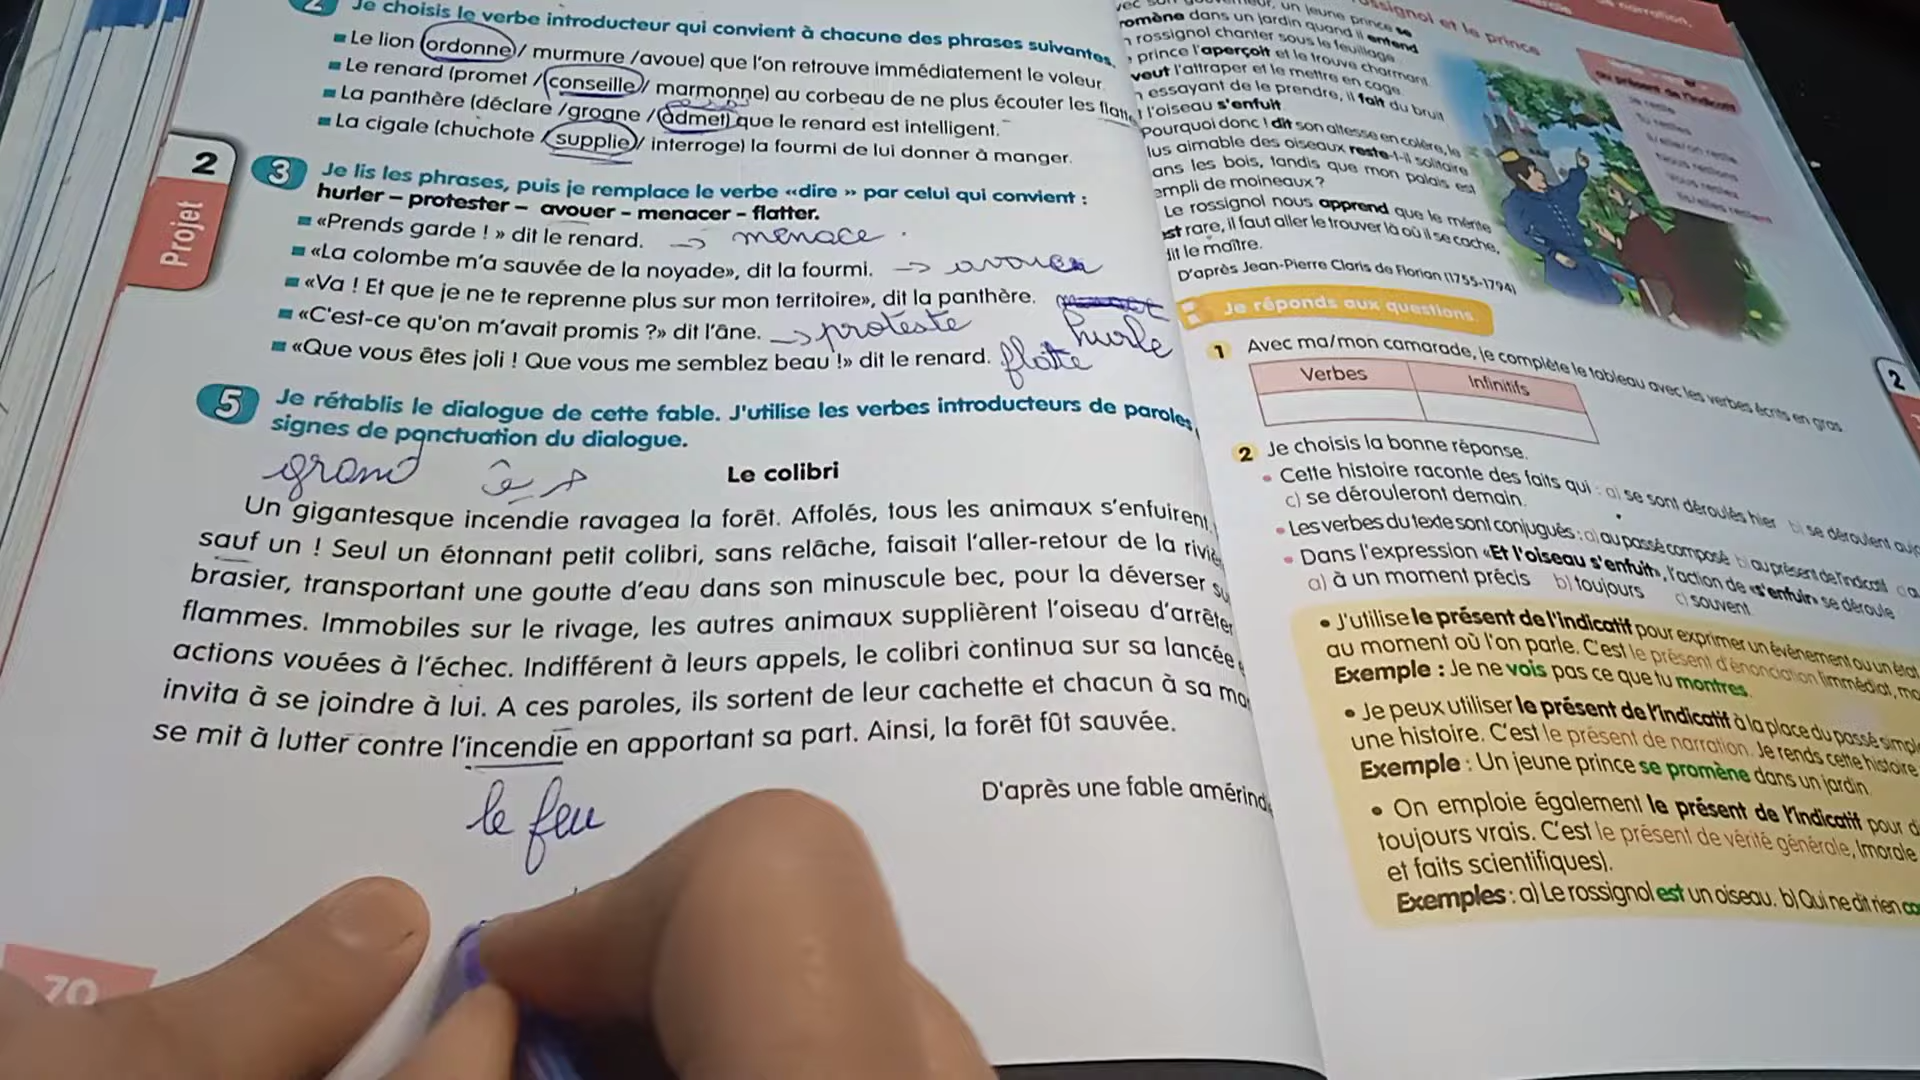 2 Je choisis le verbe introducteur qui convient à chacune des phrases suivantes.
Le lion (ordonne / murmure /avoue) que l'on retrouve immédiatement le voleur.
Le renard (promet / conseille / marmonne) au corbeau de ne plus écouter les
La panthère (déclare /grogne / admet) que le renard est intelligent.
La cigale (chuchote / supplie / interroge) la fourmi de lui donner à manger.
2
Projet
3 Je lis les phrases, puis je remplace le verbe «dire » par celui qui convient :
hurler – protester – avouer - menacer - flatter.
«Prends garde ! » dit le renard. → menace
«La colombe m'a sauvée de la noyade», dit la fourmi. → avouer
«Va ! Et que je ne te reprenne plus sur mon territoire», dit la panthère.
hurle
«C'est-ce qu'on m'avait promis ?» dit l'âne. → proteste
«Que vous êtes joli ! Que vous me semblez beau !» dit le renard. flatte
5 Je rétablis le dialogue de cette fable. J'utilise les verbes introducteurs de paroles
signes de ponctuation du dialogue.
grand
Le colibri
Un gigantesque incendie ravagea la forêt. Affolés, tous les animaux s'enfuirent,
sauf un ! Seul un étonnant petit colibri, sans relâche, faisait l'aller-retour de la
brasier, transportant une goutte d'eau dans son minuscule bec, pour la déverser
flammes. Immobiles sur le rivage, les autres animaux supplièrent l'oiseau d'arrêter
actions vouées à l'échec. Indifférent à leurs appels, le colibri continua sur sa lancée
invita à se joindre à lui. A ces paroles, ils sortent de leur cachette et chacun à sa
se mit à lutter contre l'incendie en apportant sa part. Ainsi, la forêt fût sauvée.
le feu
D'après une fable
70
rossignol et le prince
un jeune prince se
promène dans un jardin quand il entend
rossignol chanter sous le feuillage.
prince l'aperçoit et le trouve charmant.
veut l'attraper et le mettre en cage.
essayant de le prendre, il fait du bruit
l'oiseau s'enfuit.
Pourquoi donc ! dit son altesse en colère, le
plus aimable des oiseaux reste-t-il solitaire
dans les bois, tandis que mon palais est
empli de moineaux ?
Le rossignol nous apprend que le mérite
est rare, il faut aller le trouver là où il se cache,
dit le maître.
D'après Jean-Pierre Claris de Florian (1755-1794)
au présent de l'indicatif
Je reste
Tu restes
Il/elle/on reste
Nous restons
Vous restez
Ils/elles restent
Je réponds aux questions.
1 Avec ma/mon camarade, je complète le tableau avec les verbes écrits en gras
Verbes Infinitifs
2 Je choisis la bonne réponse.
• Cette histoire raconte des faits qui : a) se sont déroulés hier b) se déroulent
c) se dérouleront demain.
• Les verbes du texte sont conjugués : a) au passé composé b) au présent de l'indicatif
• Dans l'expression «Et l'oiseau s'enfuit», l'action de «s'enfuir» se déroule
a) à un moment précis b) toujours c) souvent.
2
• J'utilise le présent de l'indicatif pour exprimer un évènement ou un état
au moment où l'on parle. C'est le présent d'énonciation (immédiat,
Exemple : Je ne vois pas ce que tu montres.
• Je peux utiliser le présent de l'indicatif à la place du passé
une histoire. C'est le présent de narration. Je rends cette histoire
Exemple : Un jeune prince se promène dans un jardin.
• On emploie également le présent de l'indicatif pour
toujours vrais. C'est le présent de vérité générale, (morale
et faits scientifiques).
Exemples : a) Le rossignol est un oiseau. b) Qui ne dit rien